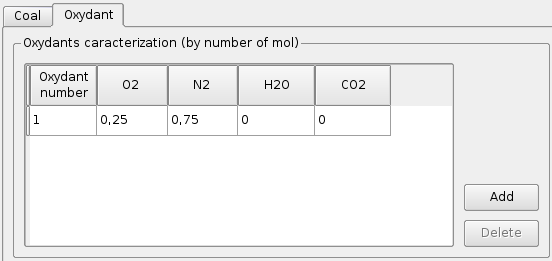 Coal Oxydant
Oxydants caracterization (by number of mol)
Oxydant
number O2 N2 H2O CO2
1 0,25 0,75 0 0
Add
Delete